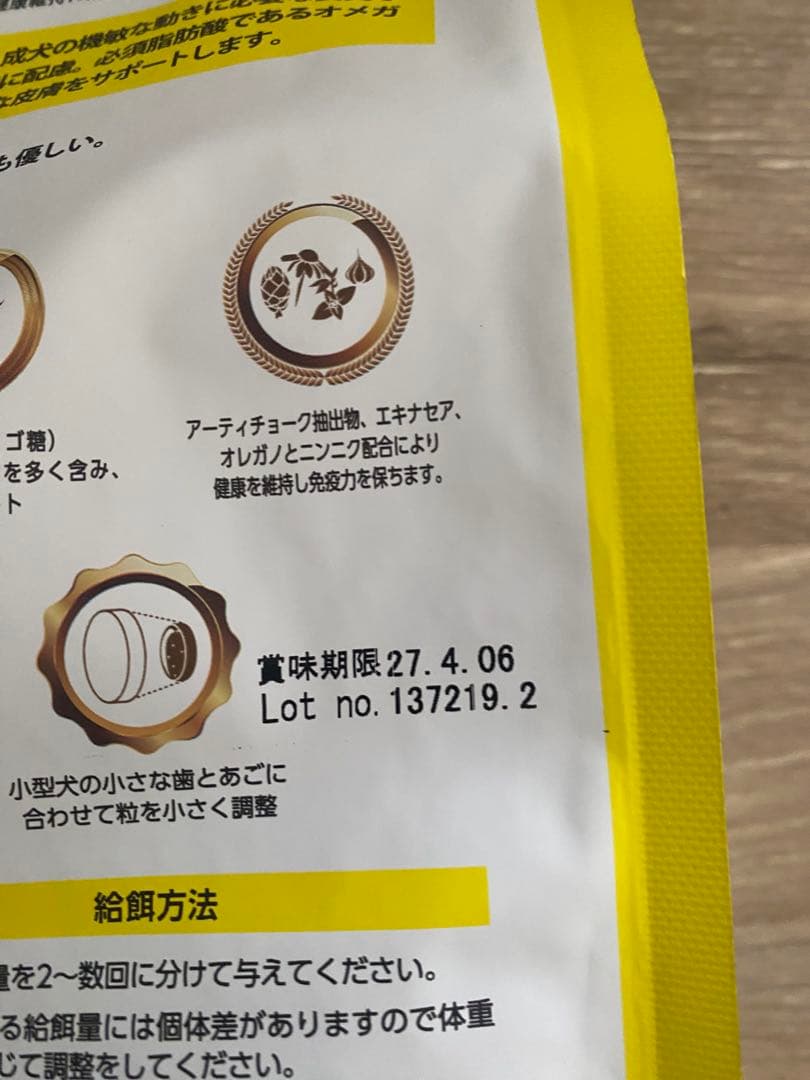 成犬の機敏な動きに必要な
に配慮。必須脂肪酸であるオメガ
な皮膚をサポートします。
も優しい。
アーティチョーク抽出物、エキナセア、
オレガノとニンニク配合により
健康を維持し免疫力を保ちます。
ゴ糖）
を多く含み、
ート
賞味期限27.4.06
Lot no.137219.2
小型犬の小さな歯とあごに
合わせて粒を小さく調整
給餌方法
量を2〜数回に分けて与えてください。
る給餌量には個体差がありますので体重
じて調整をしてください。